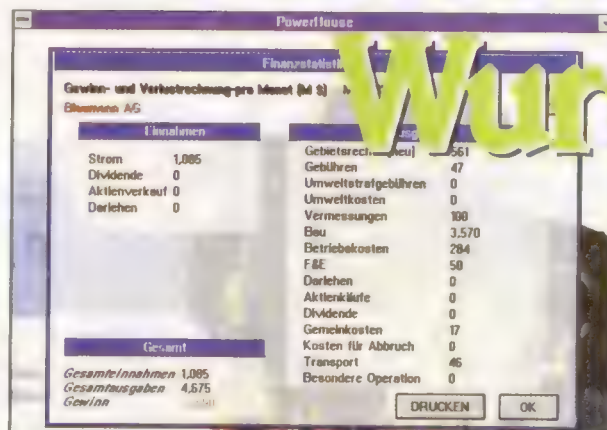 PowerHouse
Finanzstatisti
Wur
Gewinn- und Verlustrechnung-pro Monat (M $)
AG
Einnahmen
Strom 1,085
Dividende 0
Aktienverkauf 0
Darlehen 0
Gesamt
Gesamteinnahmen 1,085
Gesamtausgaben 4,675
Gewinn
Gebühren 47
Umweltstrafgebühren 0
Umweltkosten 0
Vermessungen 100
Bau 3,570
Betriebskosten 284
F&E 50
Darlehen 0
Aktienkäufe 0
Dividende 0
Gemeinkosten 17
Kosten für Abbruch 0
Transport 46
Besondere Operation 0
DRUCKEN
OK